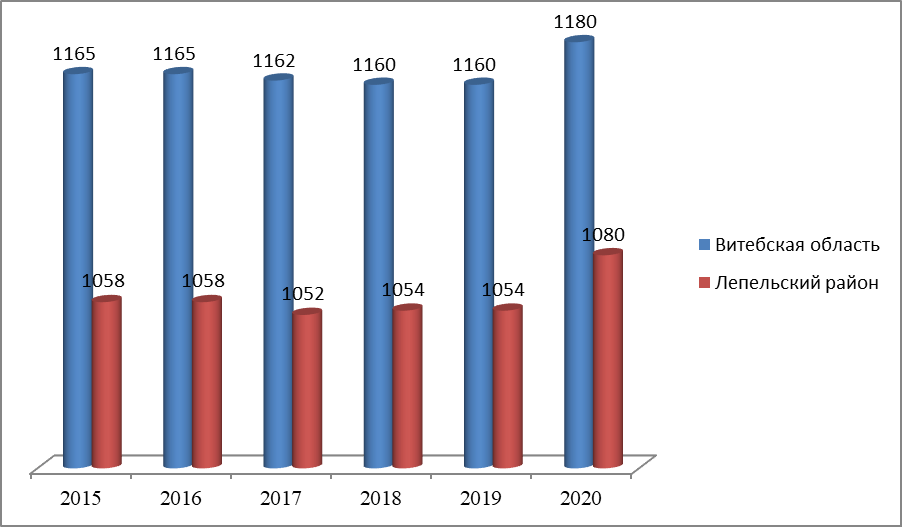 1165 1165 1162 1160 1160 1180
1058 1058 1052 1054 1054 1080
Витебская область
Лепельский район
2015 2016 2017 2018 2019 2020